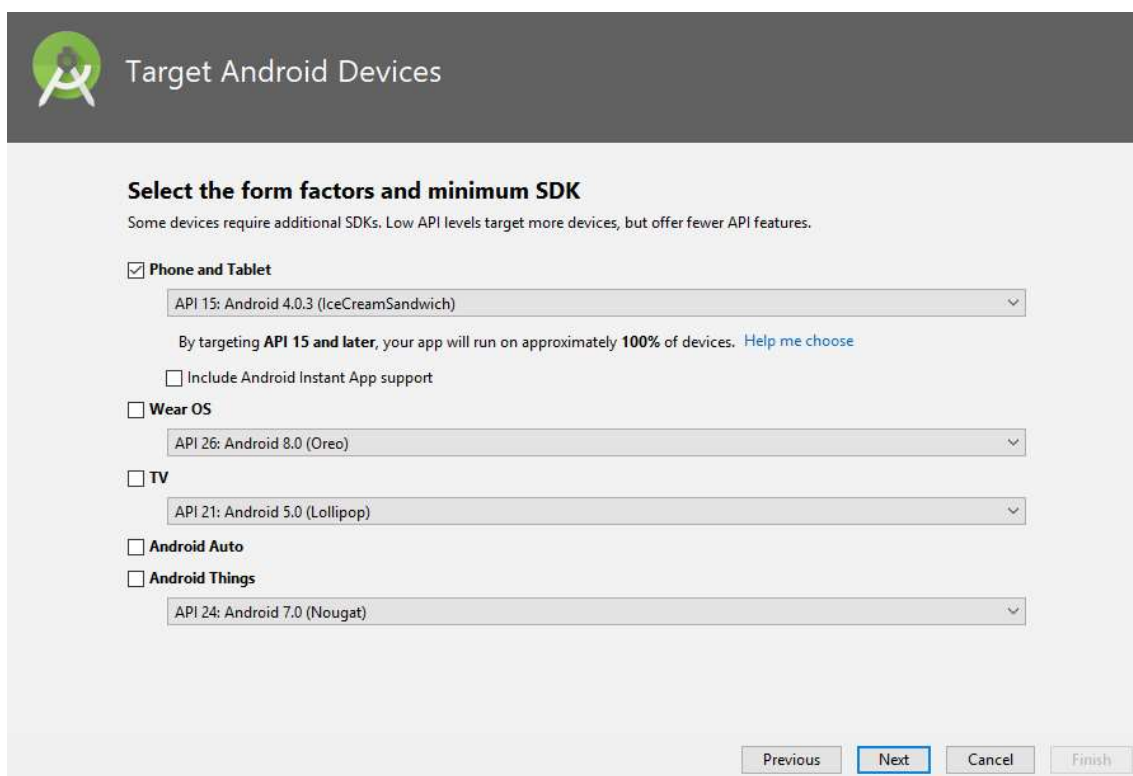 Target Android Devices
Select the form factors and minimum SDK
Some devices require additional SDKs. Low API levels target more devices, but offer fewer API features.
Phone and Tablet
API 15: Android 4.0.3 (IceCreamSandwich)
By targeting API 15 and later, your app will run on approximately 100% of devices. Help me choose
Include Android Instant App support
Wear OS
API 26: Android 8.0 (Oreo)
TV
API 21: Android 5.0 (Lollipop)
Android Auto
Android Things
API 24: Android 7.0 (Nougat)
Previous Next Cancel Finish